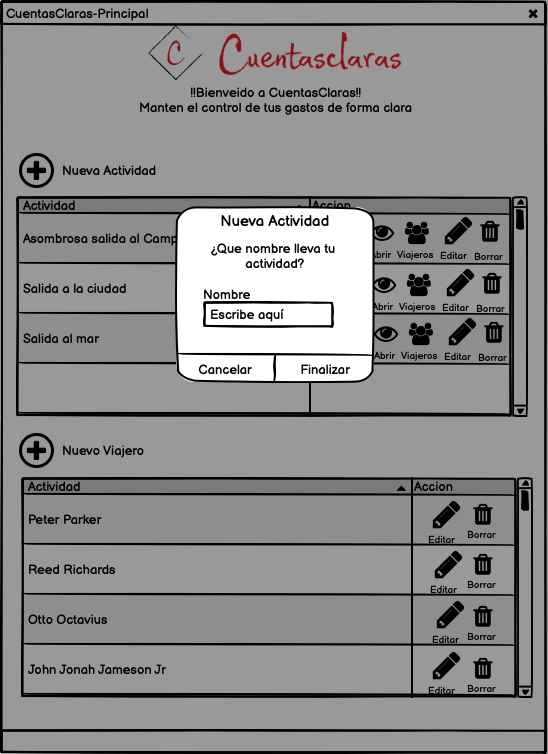 CuentasClaras-Principal
C Cuentasclaras
!!Bienveido a CuentasClaras!!
Manten el control de tus gastos de forma clara
Nueva Actividad
Actividad Accion
Asombrosa salida al Camp
Abrir Viajeros Editar Borrar
Salida a la ciudad
Abrir Viajeros Editar Borrar
Salida al mar
Abrir Viajeros Editar Borrar
Nueva Actividad
¿Que nombre lleva tu
actividad?
Nombre
Escribe aquí
Cancelar Finalizar
Nuevo Viajero
Actividad Accion
Peter Parker
Editar Borrar
Reed Richards
Editar Borrar
Otto Octavius
Editar Borrar
John Jonah Jameson Jr
Editar Borrar